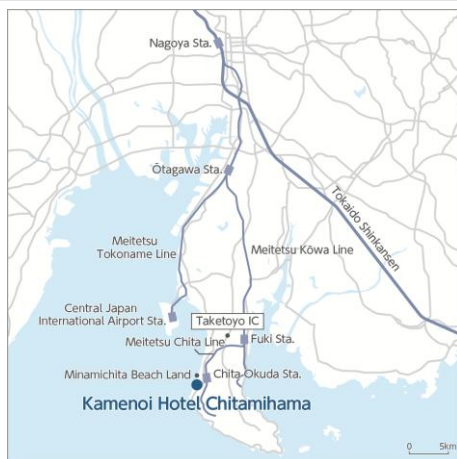 Nagoya Sta.
Ōtagawa Sta.
Tokaido Shinkansen
Meitetsu
Tokoname Line
Meitetsu Kōwa Line
Central Japan
International Airport Sta.
Taketoyo IC
Meitetsu Chita Line
Fuki Sta.
Minamichita Beach Land
Chita-Okuda Sta.
Kamenoi Hotel Chitamihama
0 5km